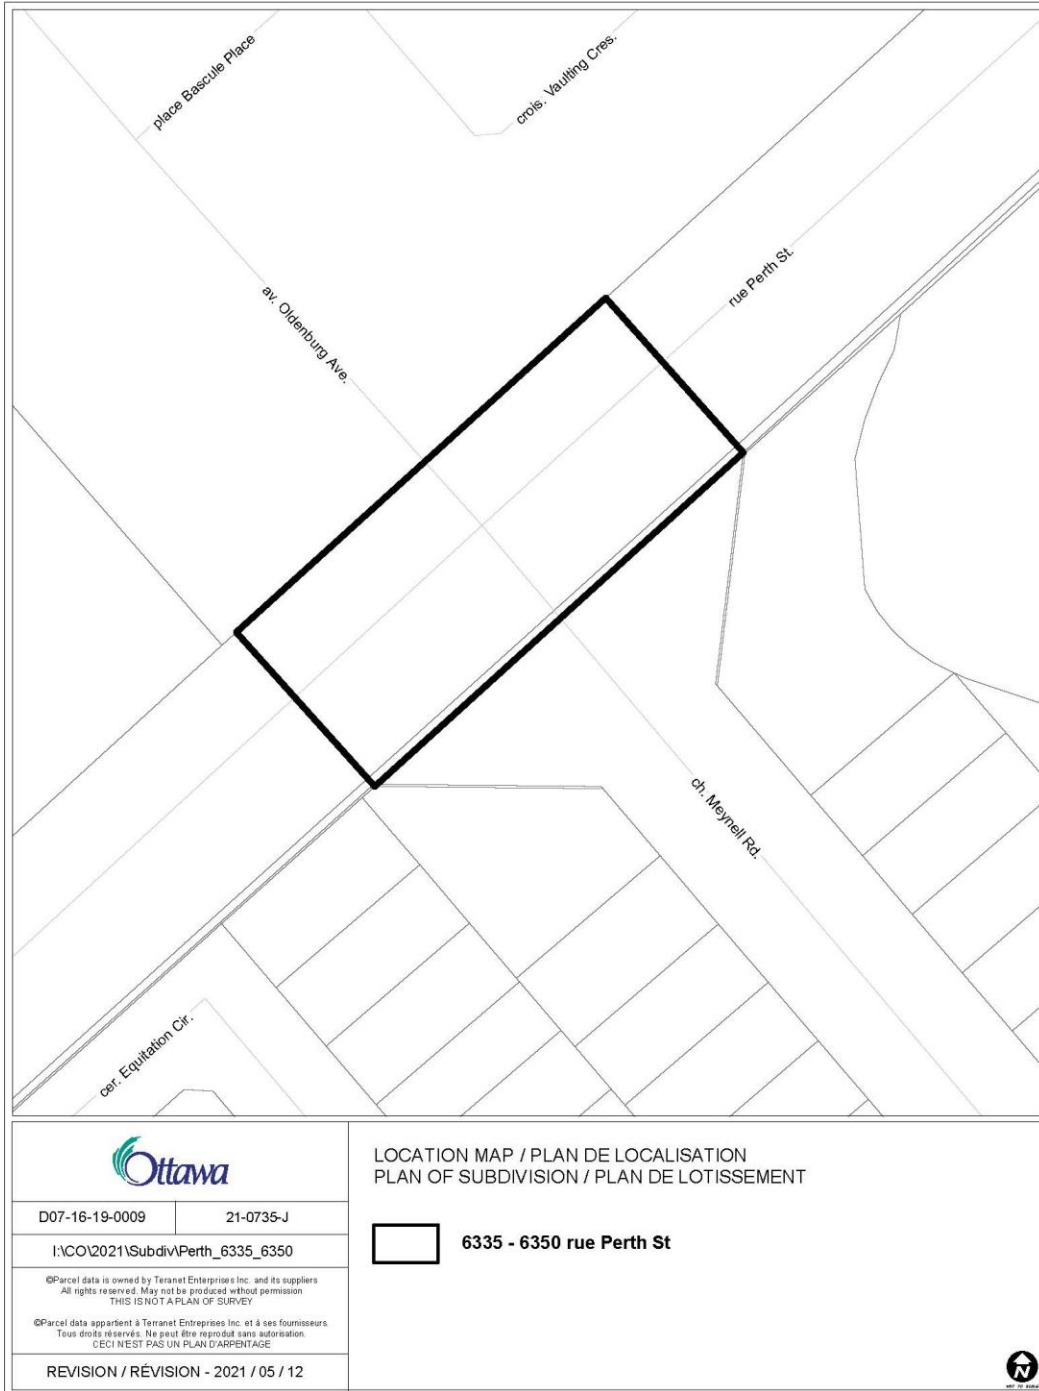 place Bascule Place
crois. Vaulting Cres.
rue Perth St.
av. Oldenburg Ave.
ch. Meynell Rd.
cer. Equitation Cir.
Ottawa
D07-16-19-0009
21-0735-J
I:\CO\2021\Subdiv\Perth_6335_6350
©Parcel data is owned by Teranet Enterprises Inc. and its suppliers
All rights reserved. May not be produced without permission
THIS IS NOT A PLAN OF SURVEY
©Parcel data appartient à Teranet Entreprises Inc. et à ses fournisseurs.
Tous droits réservés. Ne peut être reproduit sans autorisation.
CECI N'EST PAS UN PLAN D'ARPENTAGE
REVISION / RÉVISION - 2021 / 05 / 12
LOCATION MAP / PLAN DE LOCALISATION
PLAN OF SUBDIVISION / PLAN DE LOTISSEMENT
6335 - 6350 rue Perth St
N
NOT TO SCALE